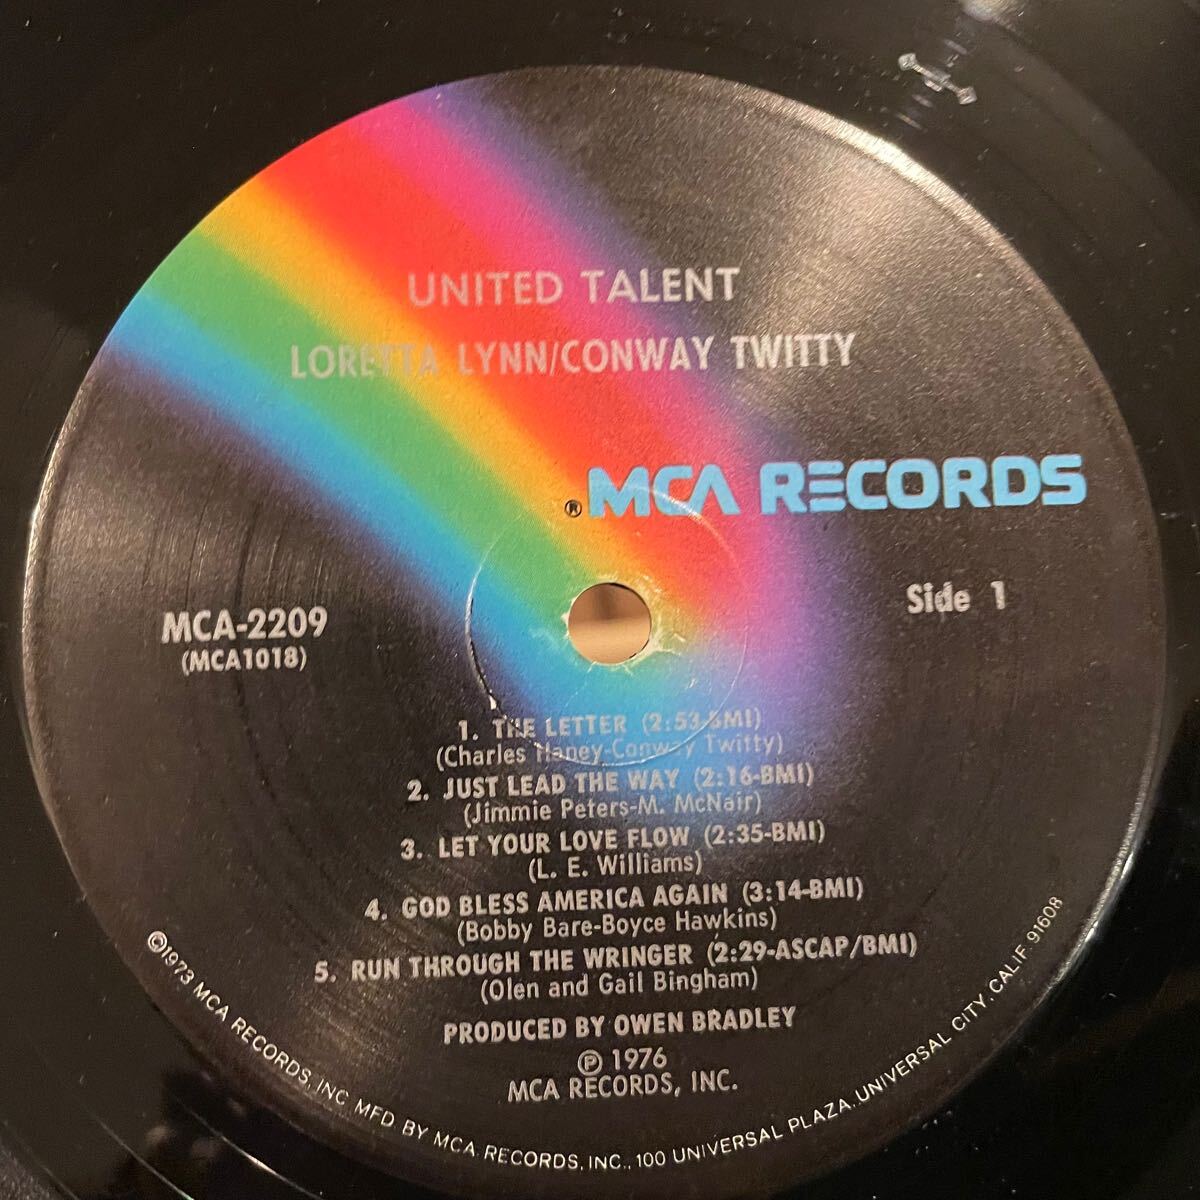 UNITED TALENT
LORETTA LYNN/CONWAY TWITTY
® MCA RECORDS
MCA-2209
(MCA1018)
Side 1
1. THE LETTER (2:53-BMI)
(Charles Haney-Conway Twitty)
2. JUST LEAD THE WAY (2:16-BMI)
(Jimmie Peters-M. McNair)
3. LET YOUR LOVE FLOW (2:35-BMI)
(L. E. Williams)
4. GOD BLESS AMERICA AGAIN (3:14-BMI)
(Bobby Bare-Boyce Hawkins)
5. RUN THROUGH THE WRINGER (2:29-ASCAP/BMI)
(Olen and Gail Bingham)
PRODUCED BY OWEN BRADLEY
℗ 1976
MCA RECORDS, INC.
©1973 MCA RECORDS, INC. MFD. BY MCA RECORDS, INC., 100 UNIVERSAL PLAZA, UNIVERSAL CITY, CALIF. 91608